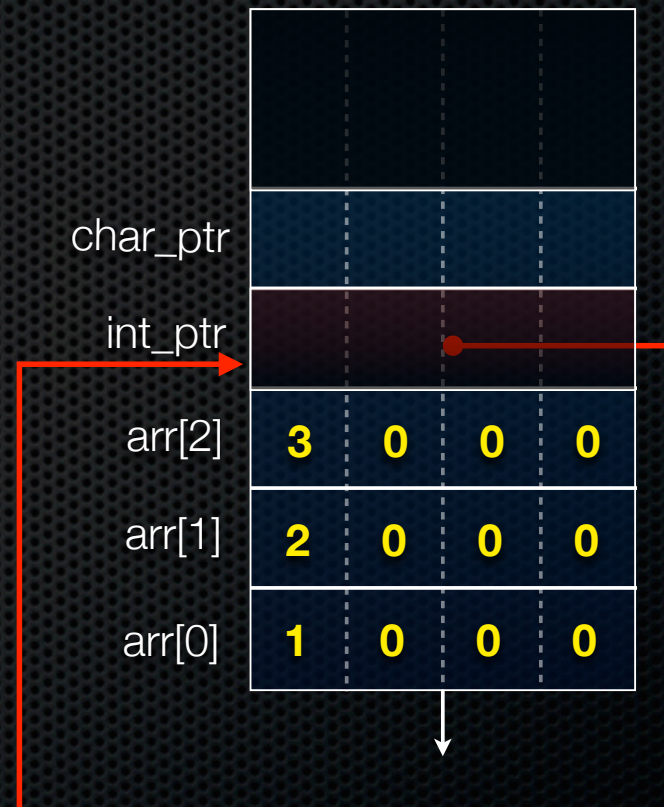 char_ptr
int_ptr
arr[2] 3 0 0 0
arr[1] 2 0 0 0
arr[0] 1 0 0 0